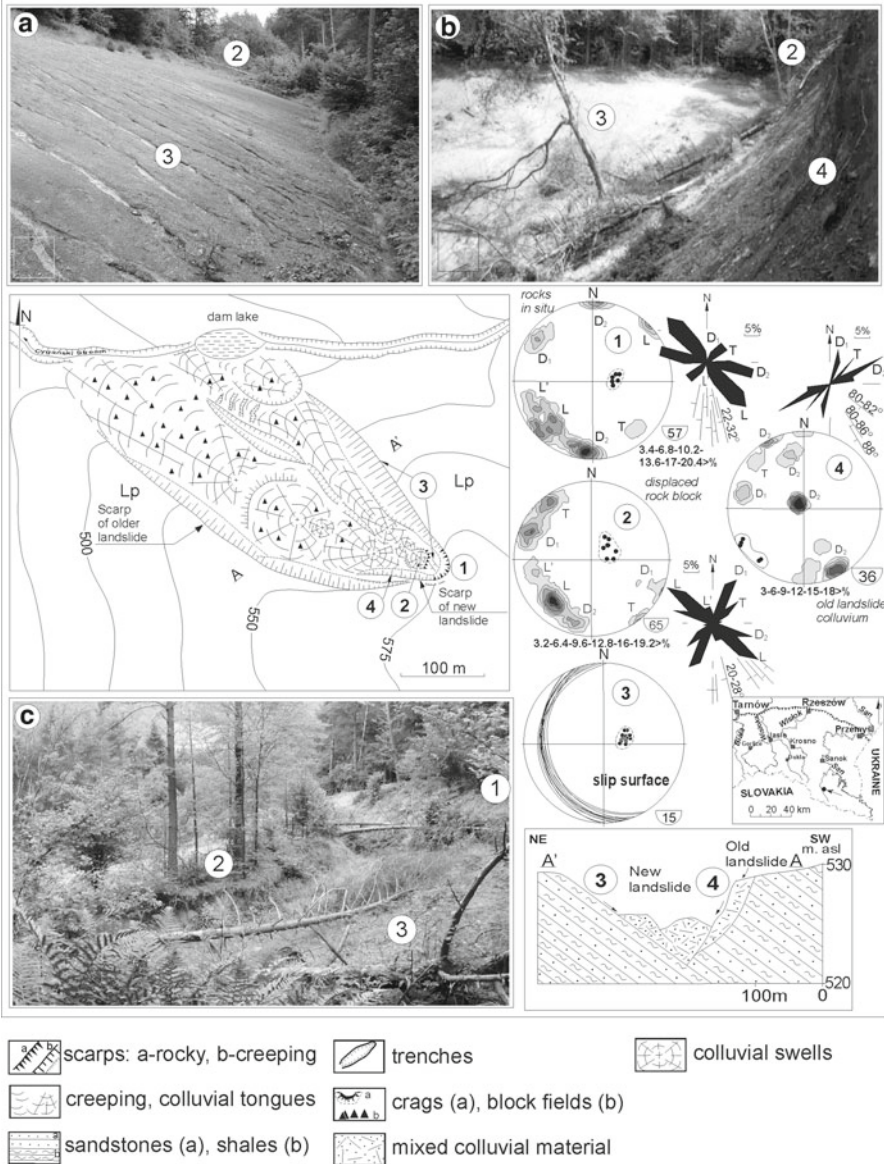 a
2
3
b
2
3
4
N
dam lake
Lp
Lp
Scarp of older landslide
A
A'
3
1
4
2
Scarp of new landslide
500
550
575
100 m
rocks in situ
N
D2
1
L
D1
L'
L
T
D2
57
3.4-6.8-10.2-
13.6-17-20.4>%
N
5%
D1
T
D2
L
L
22-32°
N
5%
D1
T
D2
80-82°
80-86°
88°
displaced rock block
2
T
D1
L'
L
D2
T
65
3.2-6.4-9.6-12.8-16-19.2>%
D2
4
T
D1
D2
D2
36
3-6-9-12-15-18>%
old landslide colluvium
5%
N
L
L'
D1
T
D2
L
20-28°
N
3
slip surface
15
Tarnów
Rzeszów
Wisłok
San
Przemyśl
Jasło
Krosno
Dukla
Sanok
San
SLOVAKIA
UKRAINE
0 20 40 km
c
1
2
3
NE
SW
A'
m. asl
Old landslide
A
530
3
New landslide
4
520
100m
0
a
b
scarps: a-rocky, b-creeping
trenches
colluvial swells
creeping, colluvial tongues
a
b
crags (a), block fields (b)
a
b
sandstones (a), shales (b)
mixed colluvial material